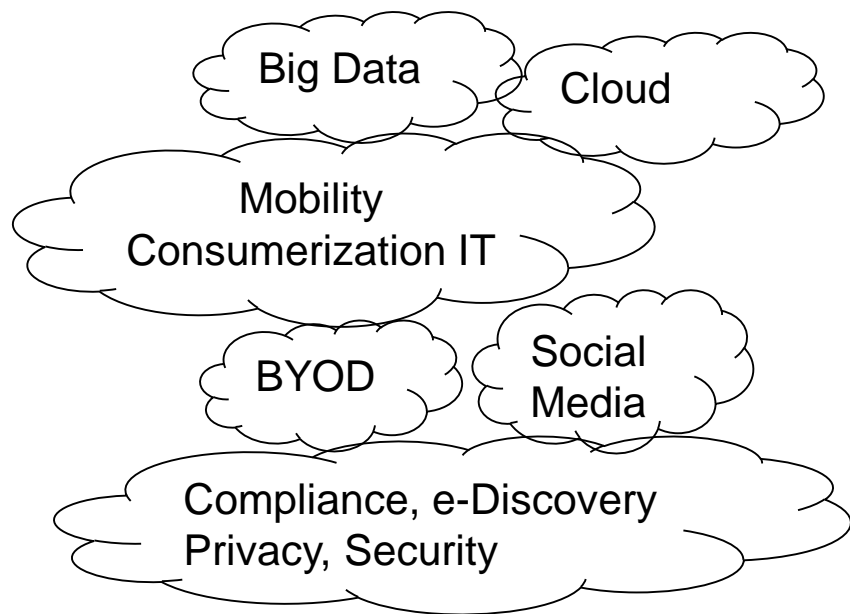 Big Data
Cloud
Mobility
Consumerization IT
BYOD
Social
Media
Compliance, e-Discovery
Privacy, Security